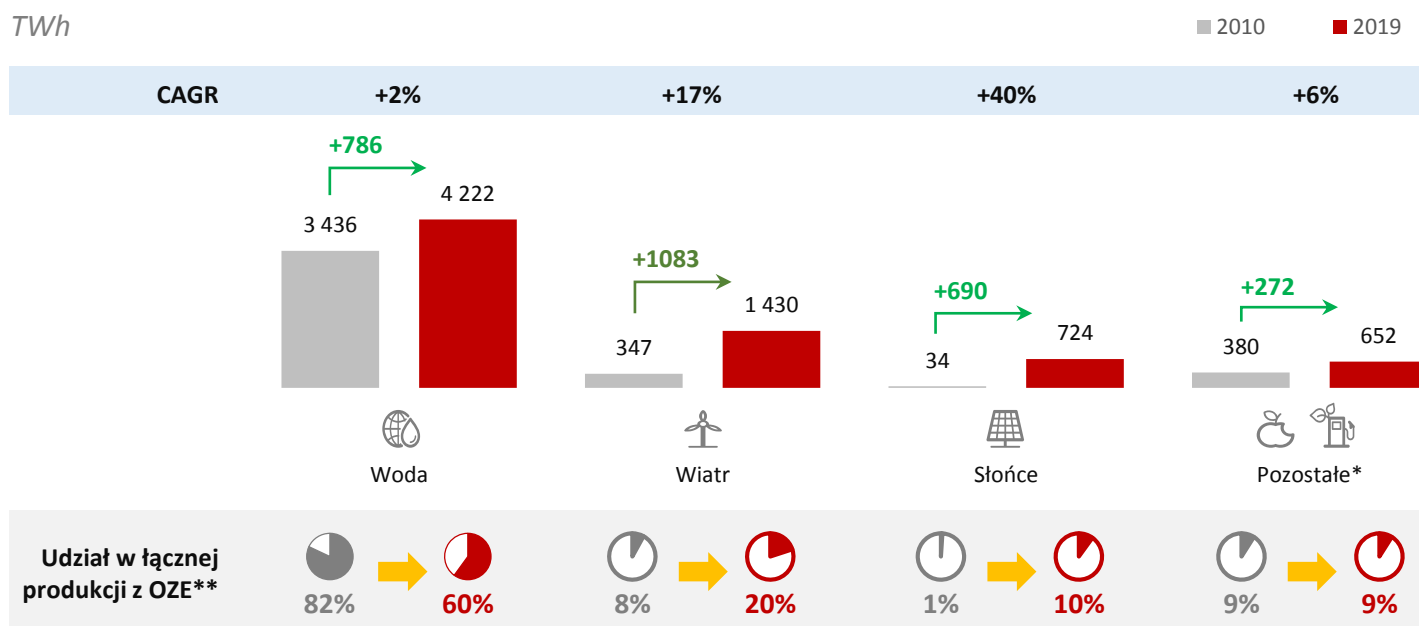 TWh
2010 2019
CAGR +2% +17% +40% +6%
+786
3 436 4 222
+1083
347 1 430
+690
34 724
+272
380 652
Woda Wiatr Słońce Pozostałe*
Udział w łącznej
produkcji z OZE**
82% 60% 8% 20% 1% 10% 9% 9%